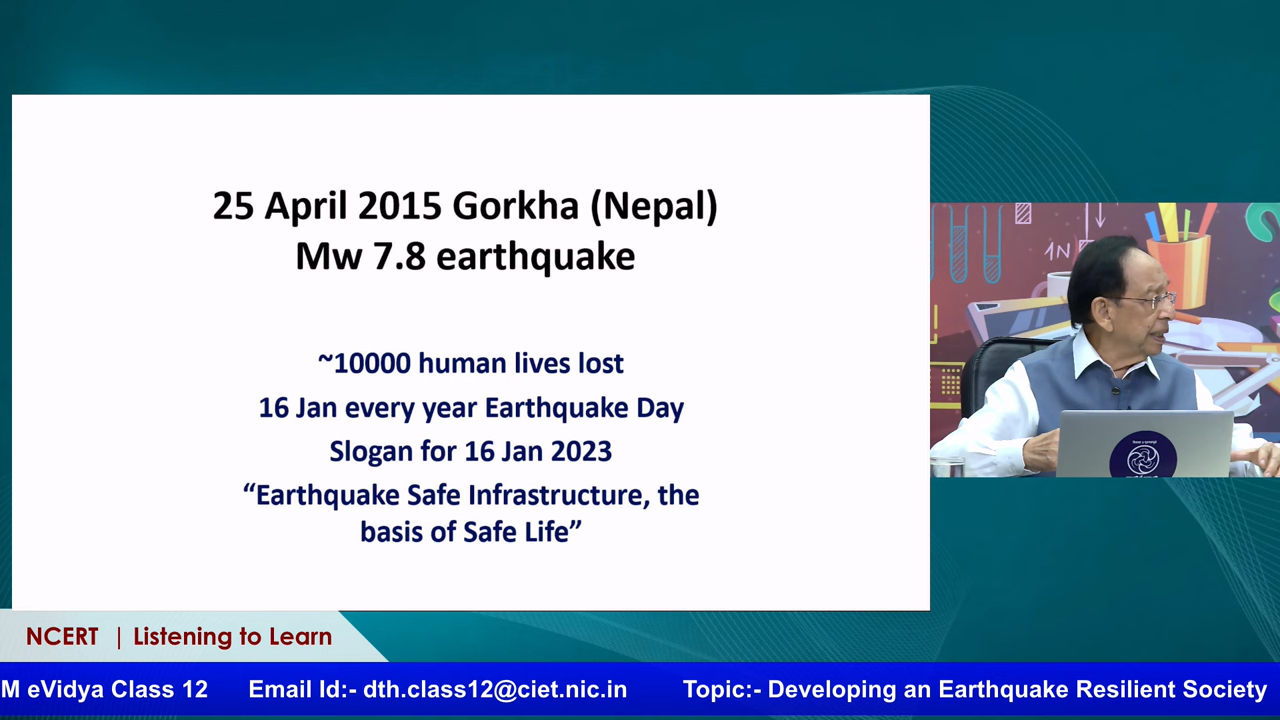 25 April 2015 Gorkha (Nepal)
Mw 7.8 earthquake
~10000 human lives lost
16 Jan every year Earthquake Day
Slogan for 16 Jan 2023
“Earthquake Safe Infrastructure, the
basis of Safe Life”
IN
NCERT | Listening to Learn
M eVidya Class 12 Email Id:- dth.class12@ciet.nic.in Topic:- Developing an Earthquake Resilient Society